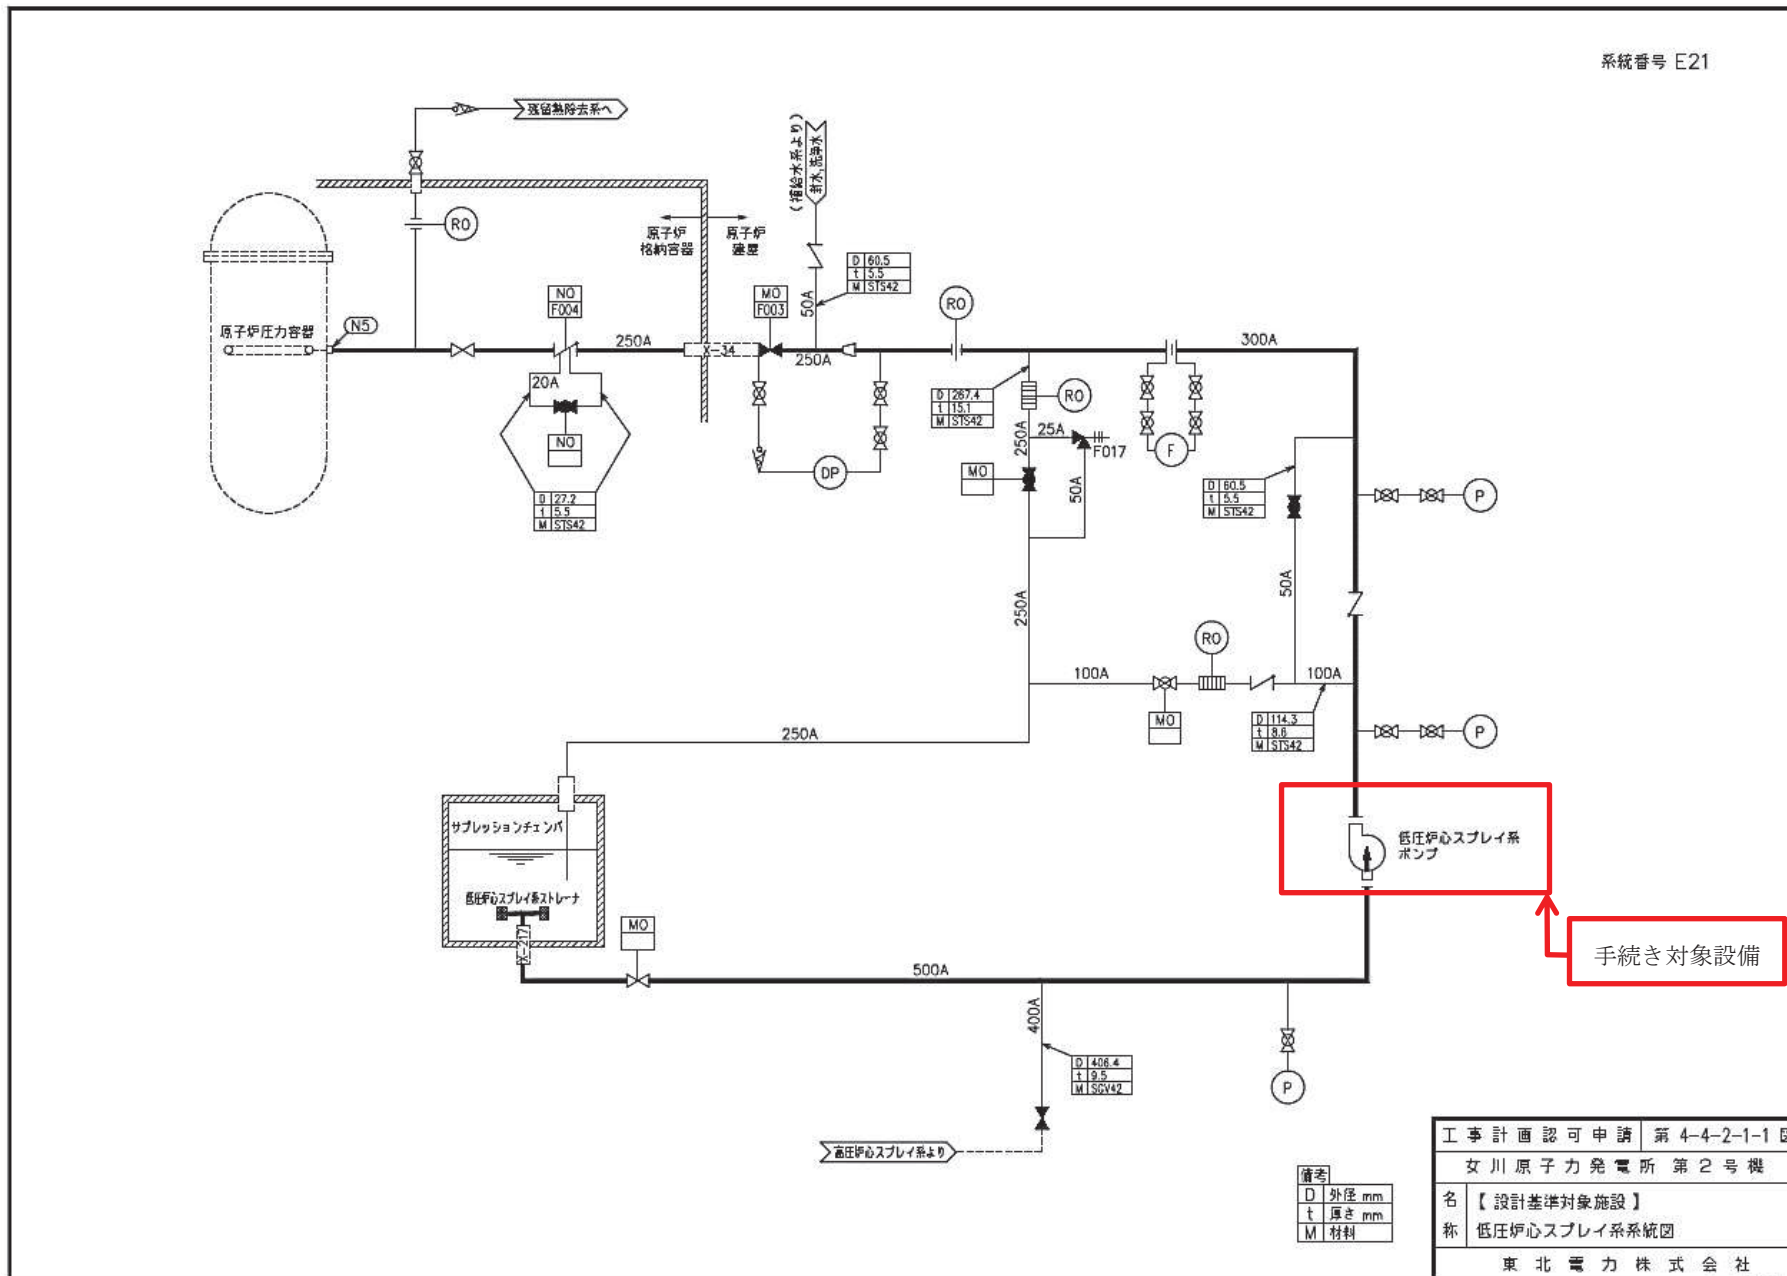 系統番号 E21
残留熱除去系へ
(補給水系より)
封水,洗浄水
RO
原子炉
格納容器
原子炉
建屋
D 60.5
t 5.5
M STS42
50A
NO
F004
MO
F003
RO
原子炉圧力容器
N5
250A
X-34
250A
300A
20A
NO
D 27.2
t 5.5
M STS42
DP
D 267.4
t 15.1
M STS42
RO
250A
25A
F017
MO
50A
F
D 60.5
t 5.5
M STS42
P
50A
250A
RO
100A
100A
MO
D 114.3
t 8.6
M STS42
P
250A
サプレッションチェンバ
低圧炉心スプレイ系ストレーナ
X-217
MO
低圧炉心スプレイ系
ポンプ
手続き対象設備
500A
400A
D 406.4
t 9.5
M SGV42
P
高圧炉心スプレイ系より
備考
D 外径 mm
t 厚さ mm
M 材料
工事計画認可申請 第 4-4-2-1-1 図
女川原子力発電所 第2号機
名称
【 設計基準対象施設 】
低圧炉心スプレイ系系統図
東北電力株式会社